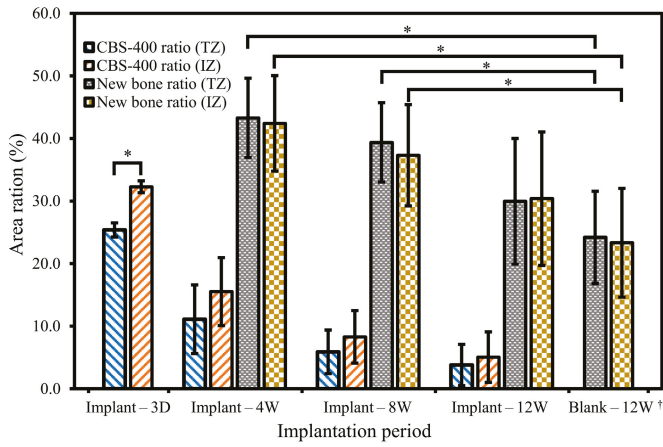 60.0
50.0
40.0
30.0
20.0
10.0
0.0
Area ration (%)
CBS-400 ratio (TZ)
CBS-400 ratio (IZ)
New bone ratio (TZ)
New bone ratio (IZ)
*
*
*
*
*
Implant – 3D Implant – 4W Implant – 8W Implant – 12W Blank – 12W †
Implantation period